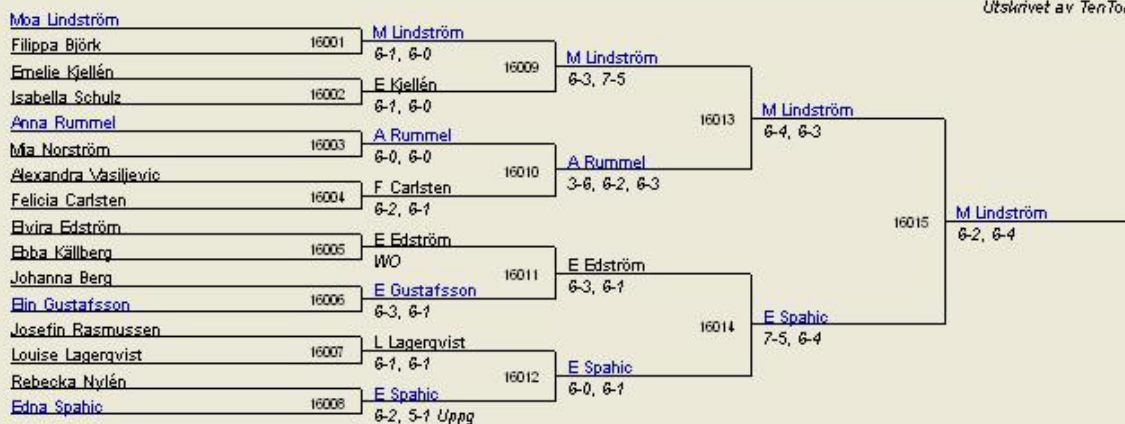 Utskrivet av TenTo
Moa Lindström
Filippa Björk
16001
M Lindström
6-1, 6-0
Emelie Kjellén
Isabella Schulz
16002
E Kjellén
6-1, 6-0
16009
M Lindström
6-3, 7-5
Anna Rummel
Mia Norström
16003
A Rummel
6-0, 6-0
Alexandra Vasiljevic
Felicia Carlsten
16004
F Carlsten
6-2, 6-1
16010
A Rummel
3-6, 6-2, 6-3
16013
M Lindström
6-4, 6-3
Elvira Edström
Ebba Källberg
16005
E Edström
WO
Johanna Berg
Elin Gustafsson
16006
E Gustafsson
6-3, 6-1
16011
E Edström
6-3, 6-1
Josefin Rasmussen
Louise Lagerqvist
16007
L Lagerqvist
6-1, 6-1
Rebecka Nylén
Edna Spahic
16008
E Spahic
6-2, 5-1 Uppg
16012
E Spahic
6-0, 6-1
16014
E Spahic
7-5, 6-4
16015
M Lindström
6-2, 6-4